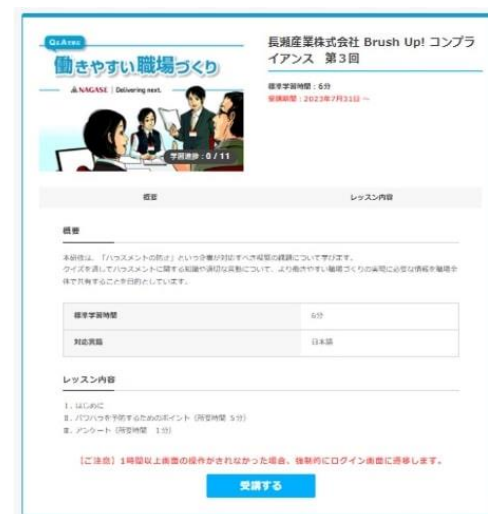 Q&Aでわかる
働きやすい職場づくり
NAGASE | Delivering next.
学習進捗:0 / 11
長瀬産業株式会社 Brush Up! コンプラ
イアンス 第3回
標準学習時間:6分
受講期間:2023年7月31日 ~
概要
レッスン内容
概要
本研修は、「ハラスメントの防止」という企業が対応すべき喫緊の課題について学びます。
クイズを通してハラスメントに関する知識や適切な言動について、より働きやすい職場づくりの実現に必要な情報を職場全
体で共有することを目的としています。
標準学習時間
6分
対応言語
日本語
レッスン内容
Ⅰ. はじめに
Ⅱ. パワハラを予防するためのポイント (所要時間 5分)
Ⅲ. アンケート (所要時間 1分)
【ご注意】1時間以上画面の操作がされなかった場合、強制的にログイン画面に遷移します。
受講する